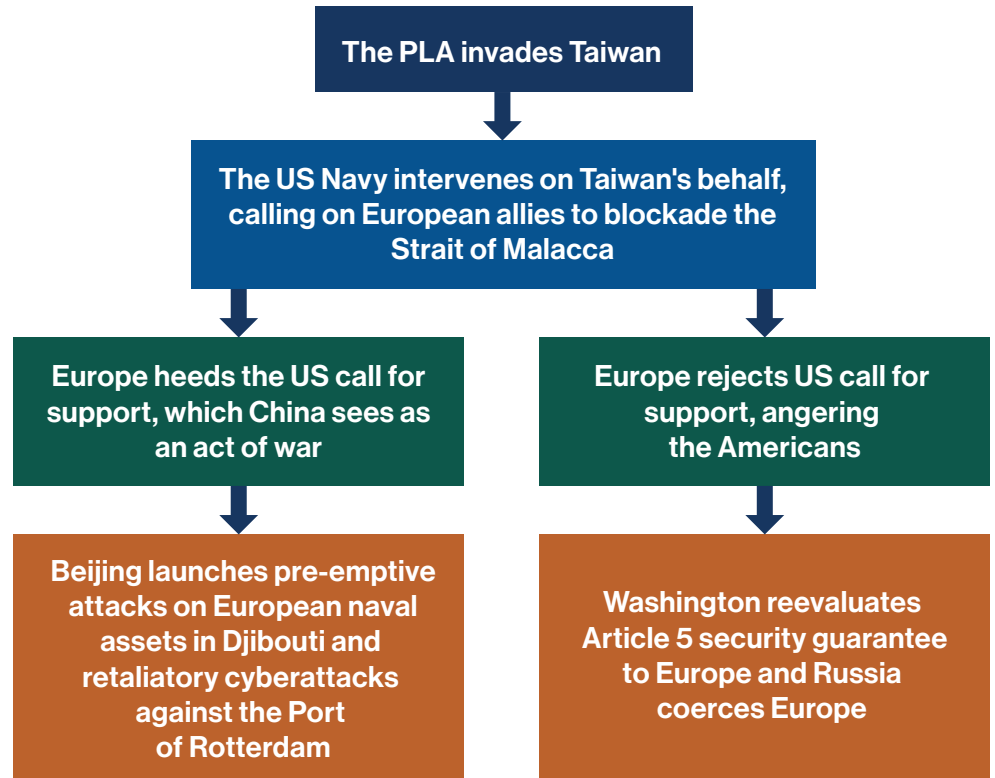 The PLA invades Taiwan
The US Navy intervenes on Taiwan's behalf,
calling on European allies to blockade the
Strait of Malacca
Europe heeds the US call for
support, which China sees as
an act of war
Europe rejects US call for
support, angering
the Americans
Beijing launches pre-emptive
attacks on European naval
assets in Djibouti and
retaliatory cyberattacks
against the Port
of Rotterdam
Washington reevaluates
Article 5 security guarantee
to Europe and Russia
coerces Europe